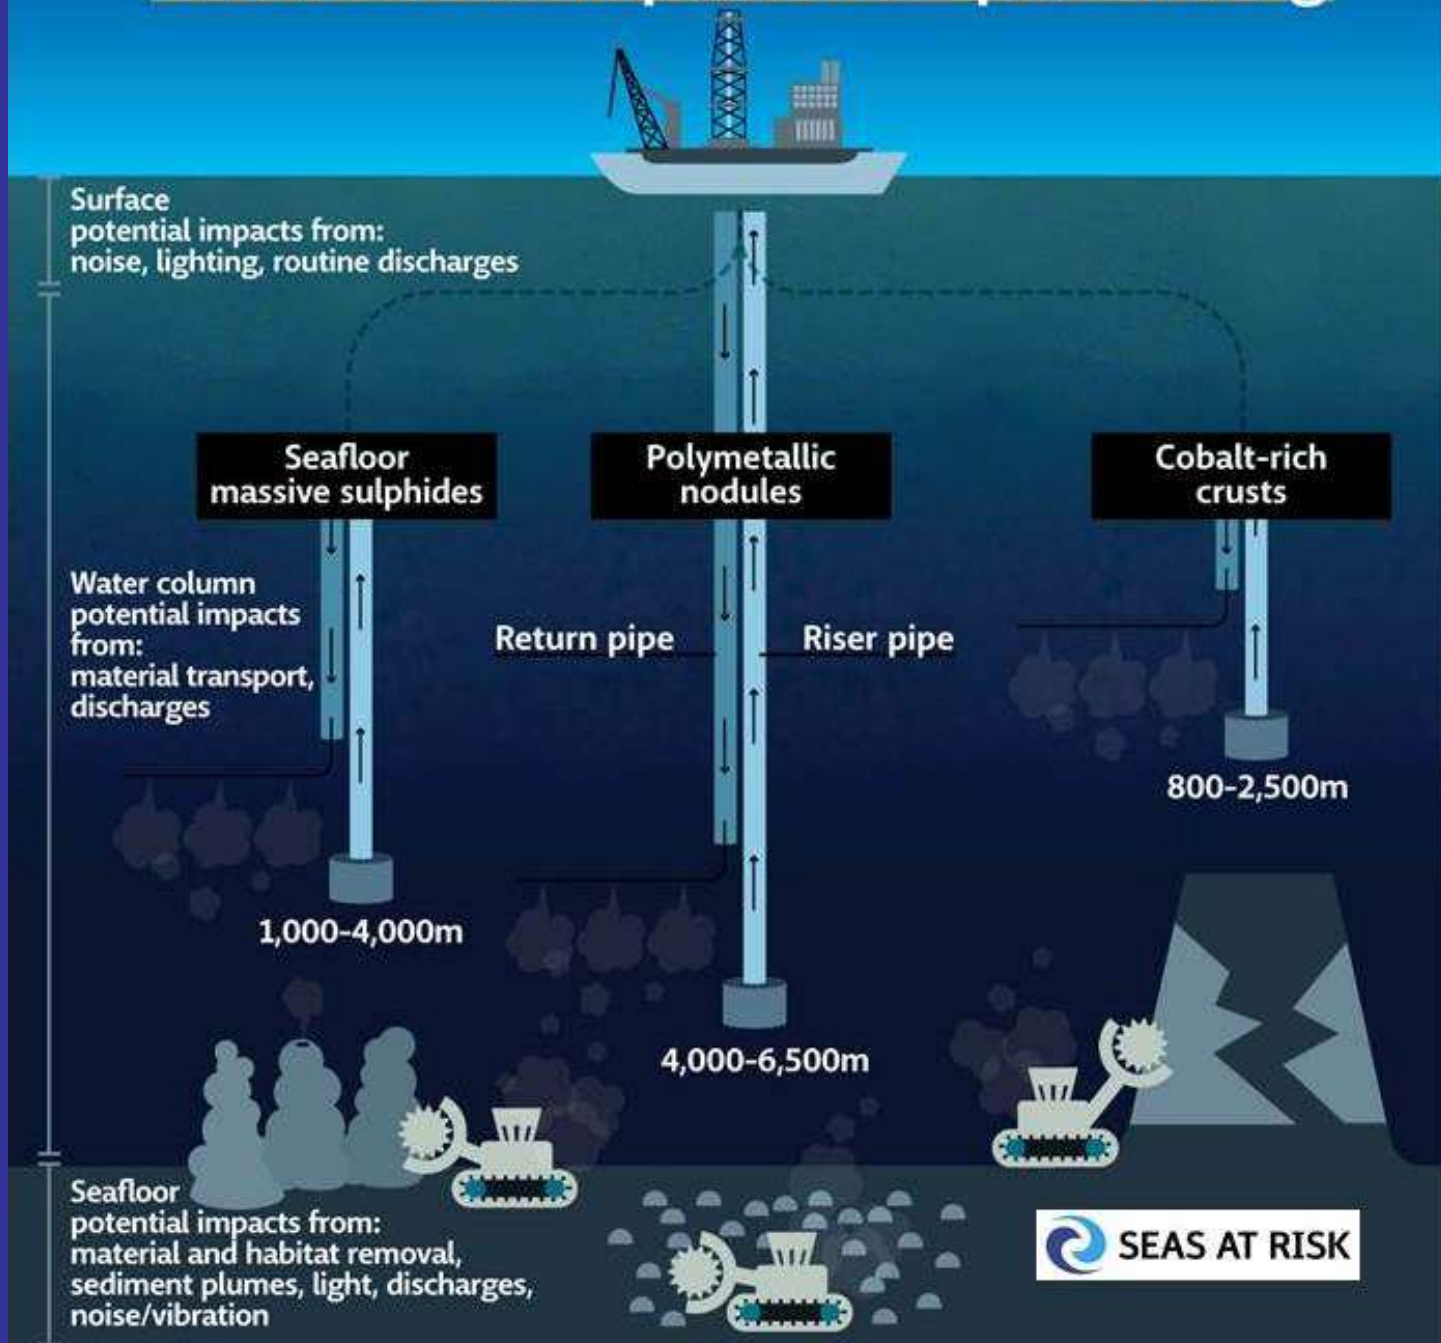 Surface
potential impacts from:
noise, lighting, routine discharges
Seafloor
massive sulphides
Polymetallic
nodules
Cobalt-rich
crusts
Water column
potential impacts
from:
material transport,
discharges
Return pipe
Riser pipe
800-2,500m
1,000-4,000m
4,000-6,500m
Seafloor
potential impacts from:
material and habitat removal,
sediment plumes, light, discharges,
noise/vibration
SEAS AT RISK